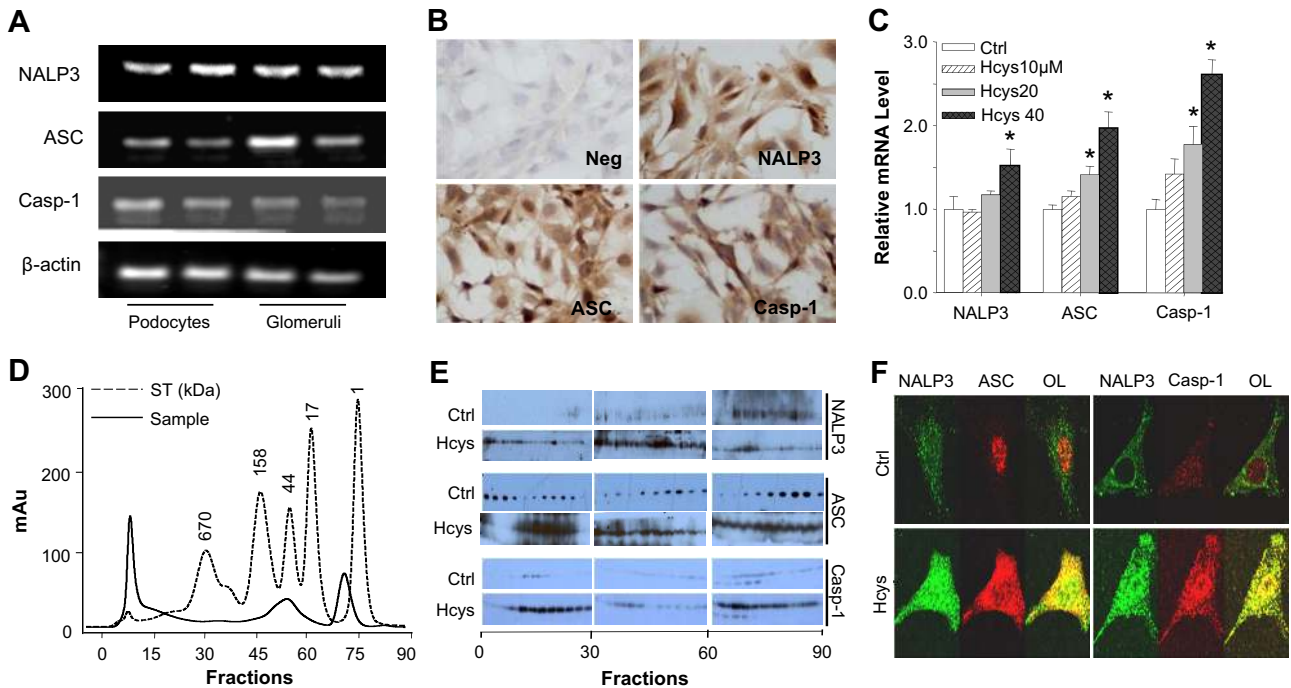 A
NALP3
ASC
Casp-1
β-actin
Podocytes Glomeruli
B
Neg
NALP3
ASC
Casp-1
C
Relative mRNA Level
3.0
2.0
1.0
0.0
Ctrl
Hcys10µM
Hcys20
Hcys 40
* * * * *
NALP3 ASC Casp-1
D
ST (kDa)
Sample
mAu
300
200
100
0
670 158 44 17 1
0 15 30 45 60 75 90
Fractions
E
Ctrl
Hcys
NALP3
Ctrl
Hcys
ASC
Ctrl
Hcys
Casp-1
0 30 60 90
Fractions
F
NALP3 ASC OL NALP3 Casp-1 OL
Ctrl
Hcys